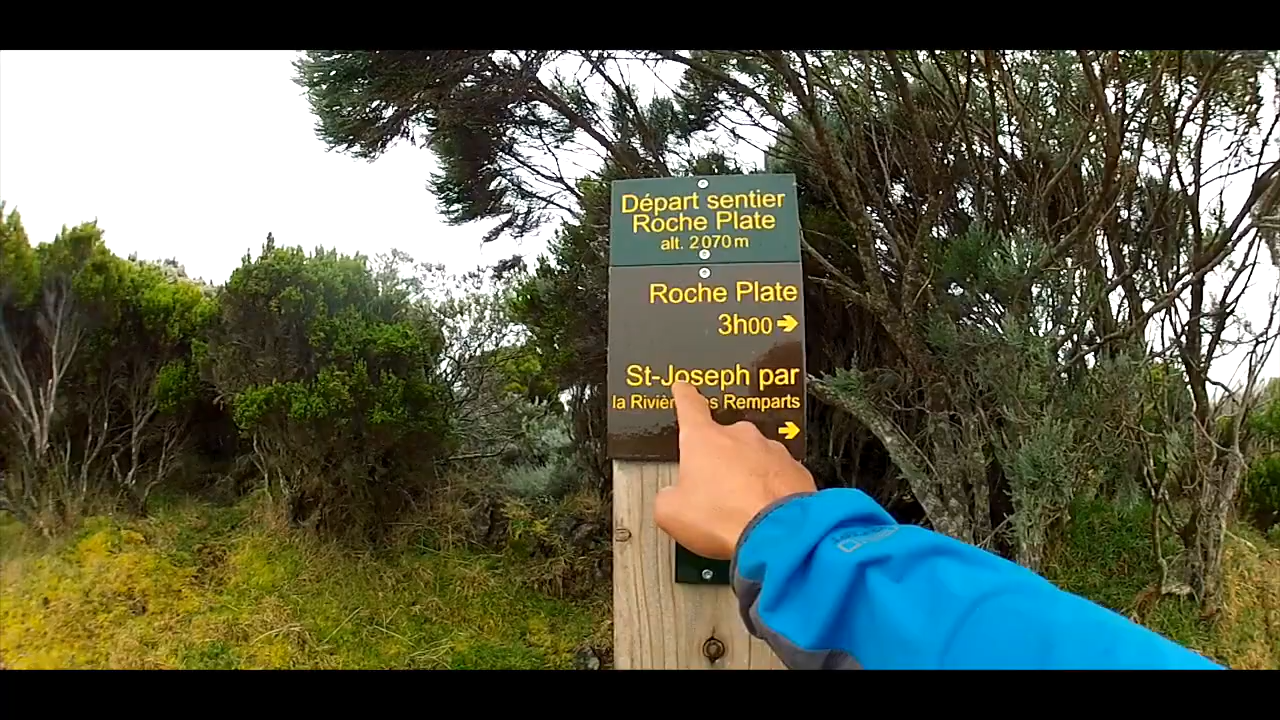 Départ sentier
Roche Plate
alt. 2070 m
Roche Plate
3h00
St-Joseph par
la Remparts